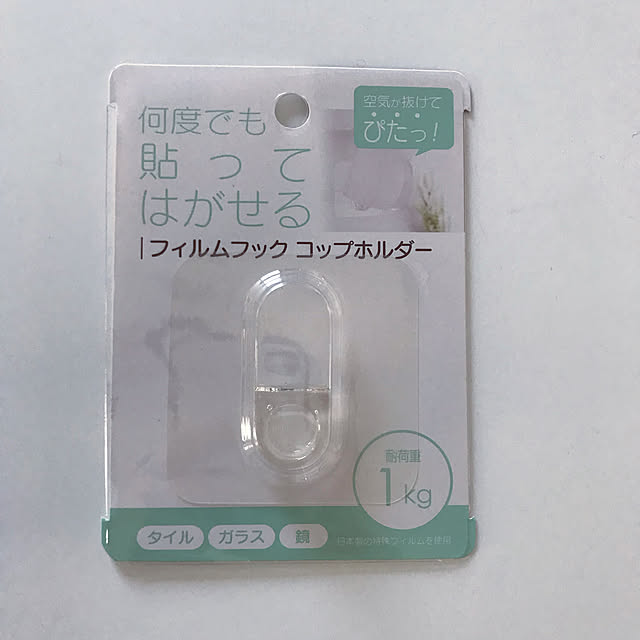 空気が抜けて
ぴたっ!
何度でも
貼って
はがせる
フィルムフック コップホルダー
耐荷重
1kg
タイル ガラス 鏡
日本製の特殊フィルムを使用